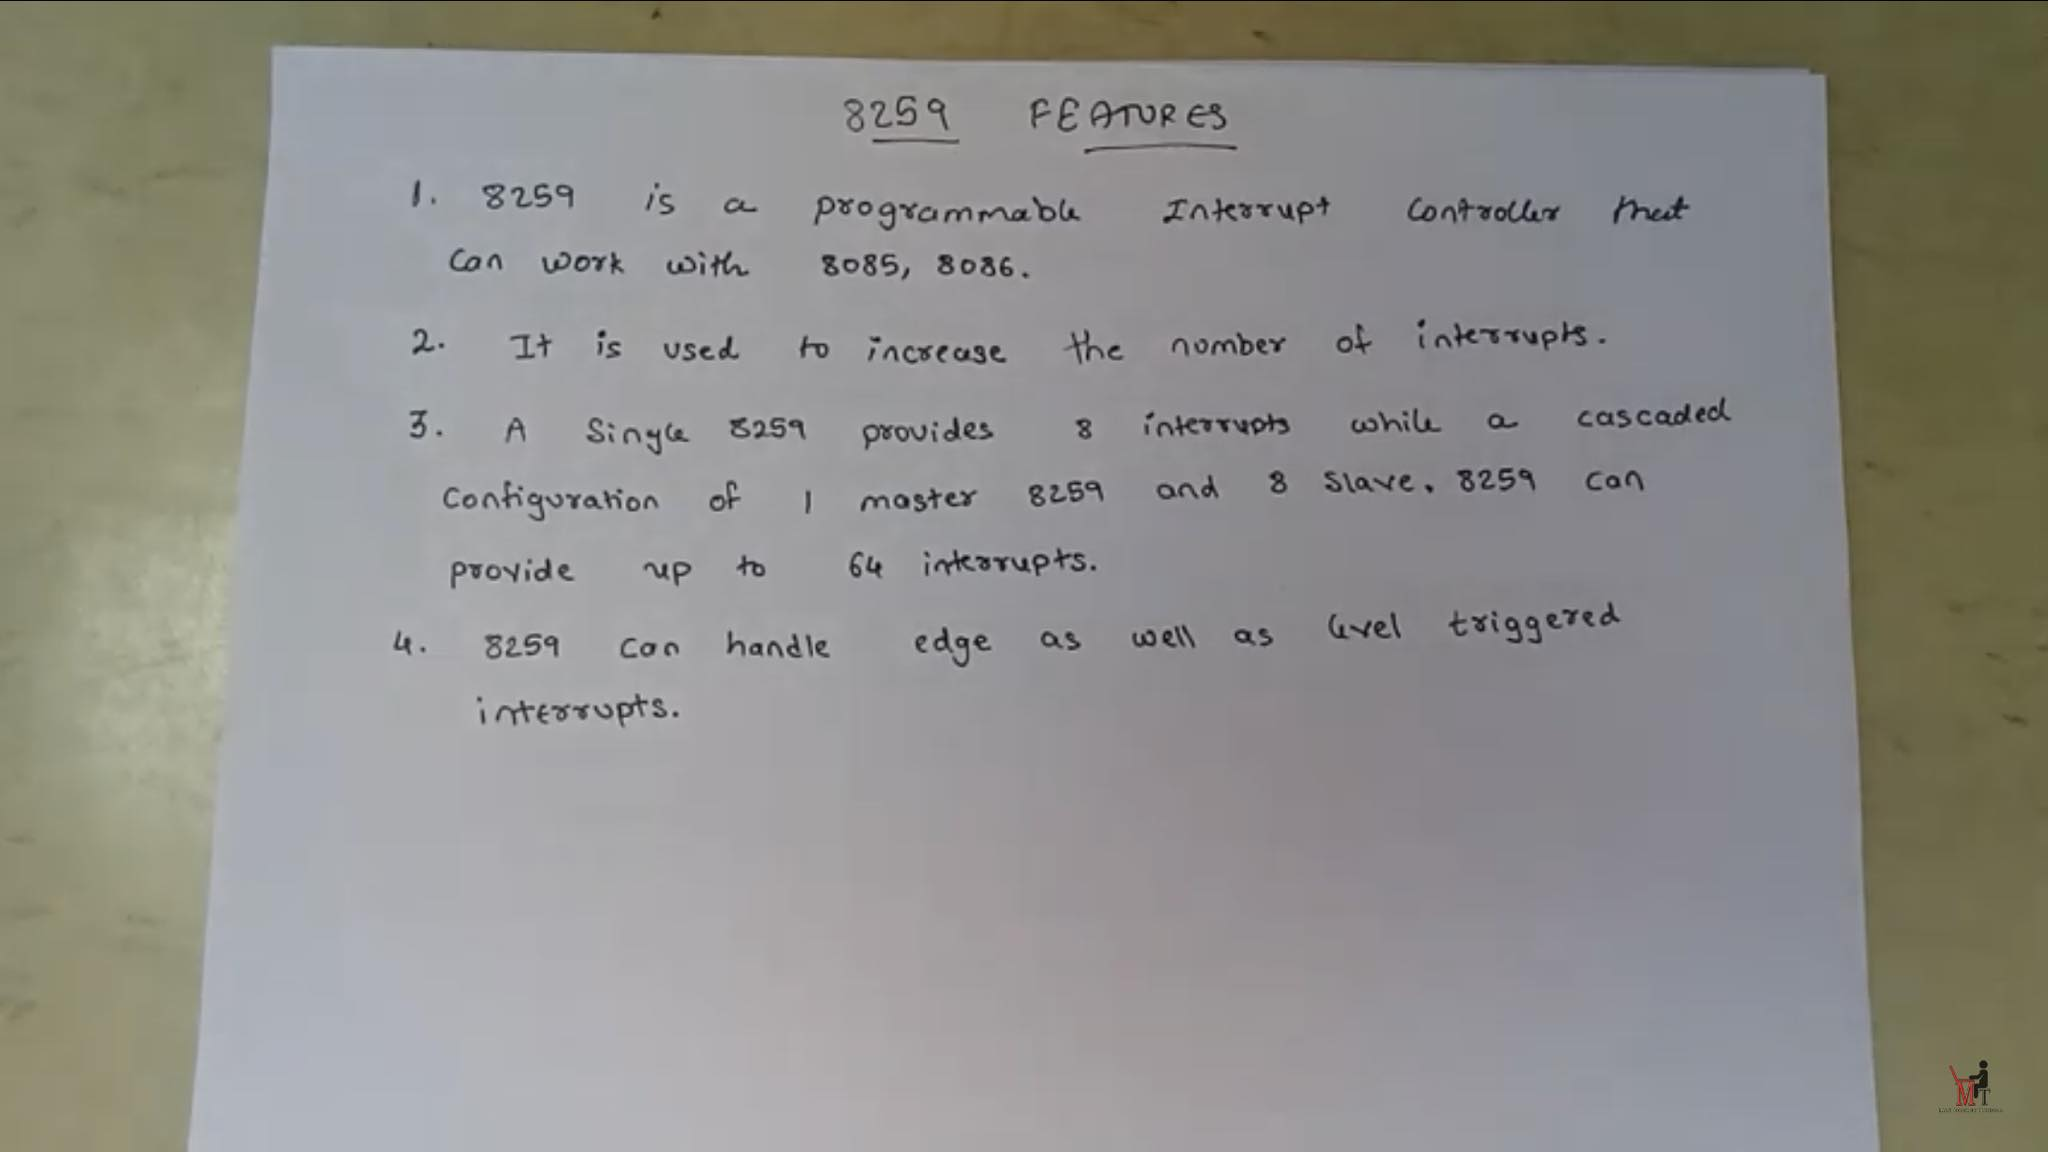 8259 FEATURES
1. 8259 is a programmable Interrupt Controller that
can work with 8085, 8086.
2. It is used to increase the number of interrupts.
3. A Single 8259 provides 8 interrupts while a cascaded
configuration of 1 master 8259 and 8 Slave. 8259 can
provide up to 64 interrupts.
4. 8259 can handle edge as well as level triggered
interrupts.
MT